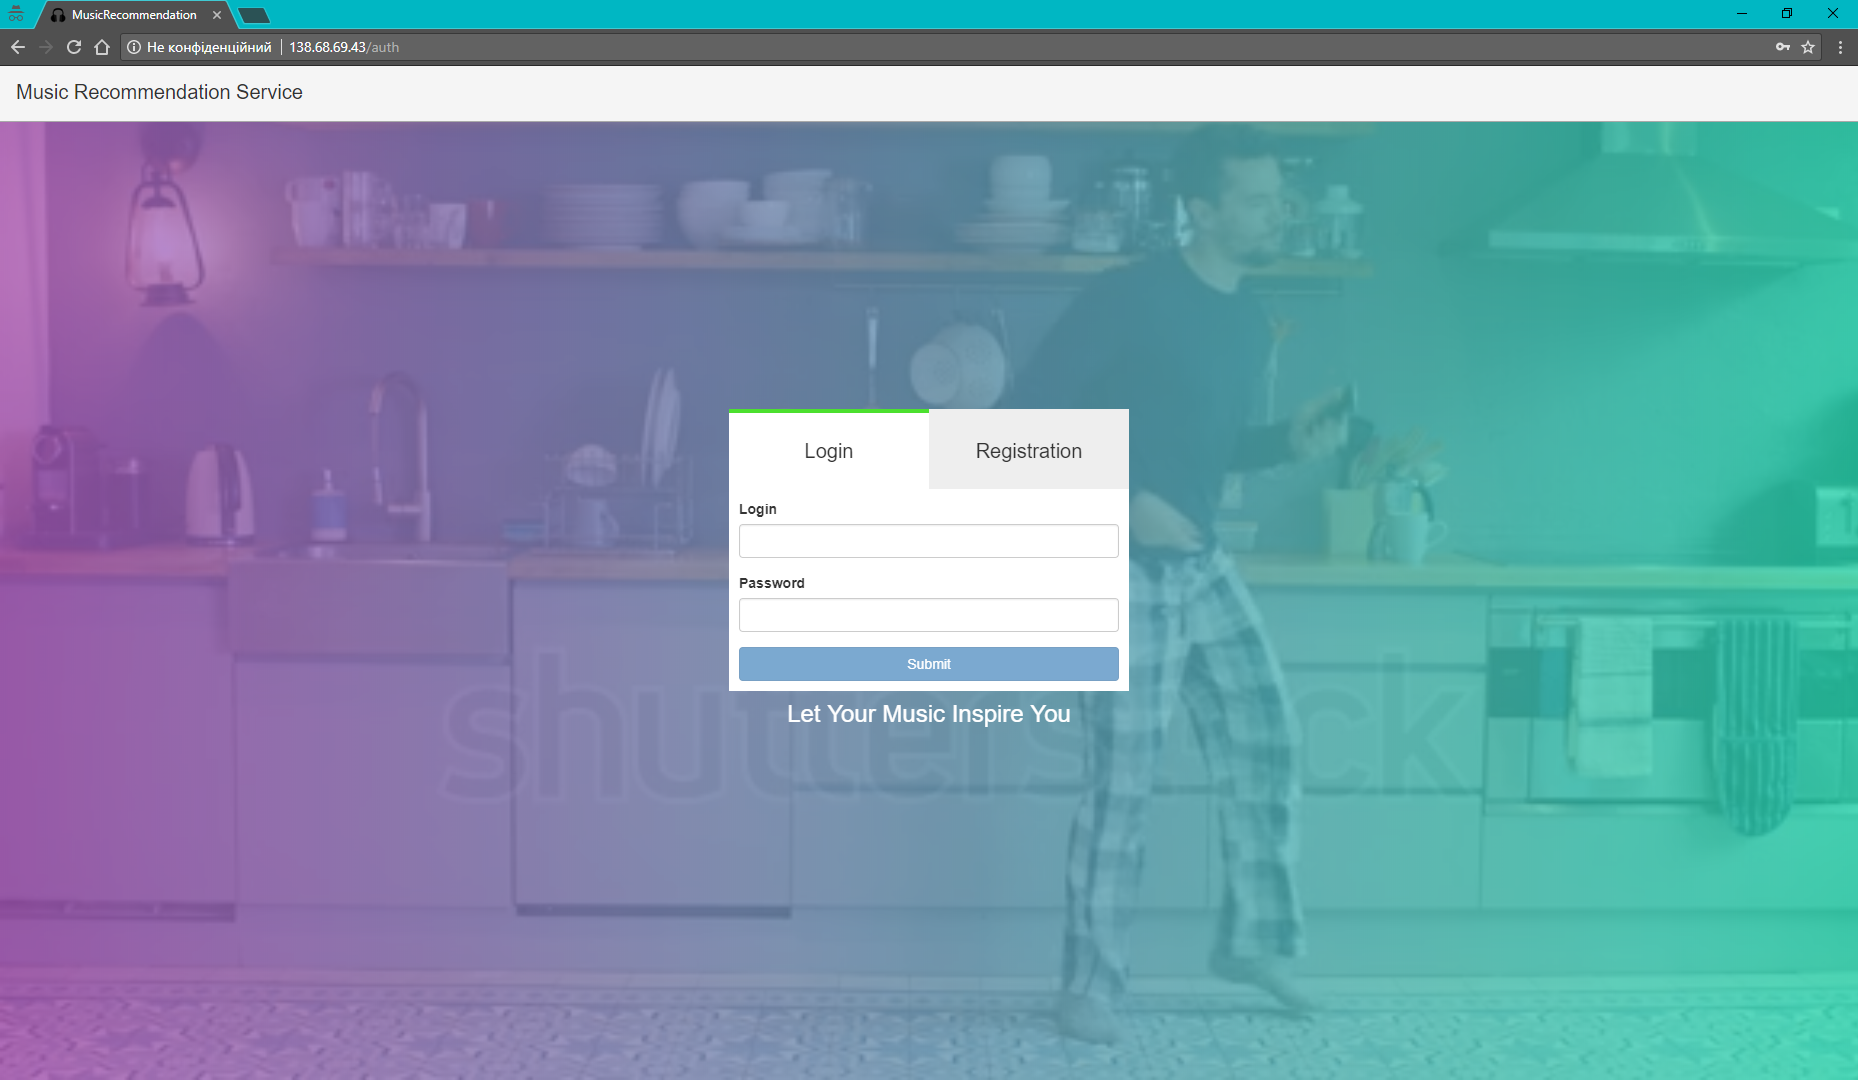 MusicRecommendation
Не конфіденційний
138.68.69.43/auth
Music Recommendation Service
Login
Registration
Login
Password
Submit
Let Your Music Inspire You
shutterstock